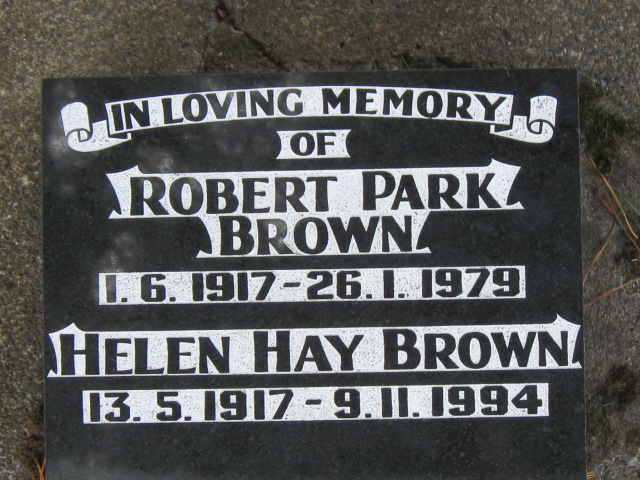 IN LOVING MEMORY
OF
ROBERT PARK
BROWN
1. 6. 1917 - 26. 1. 1979
HELEN HAY BROWN
13. 5. 1917 - 9. 11. 1994